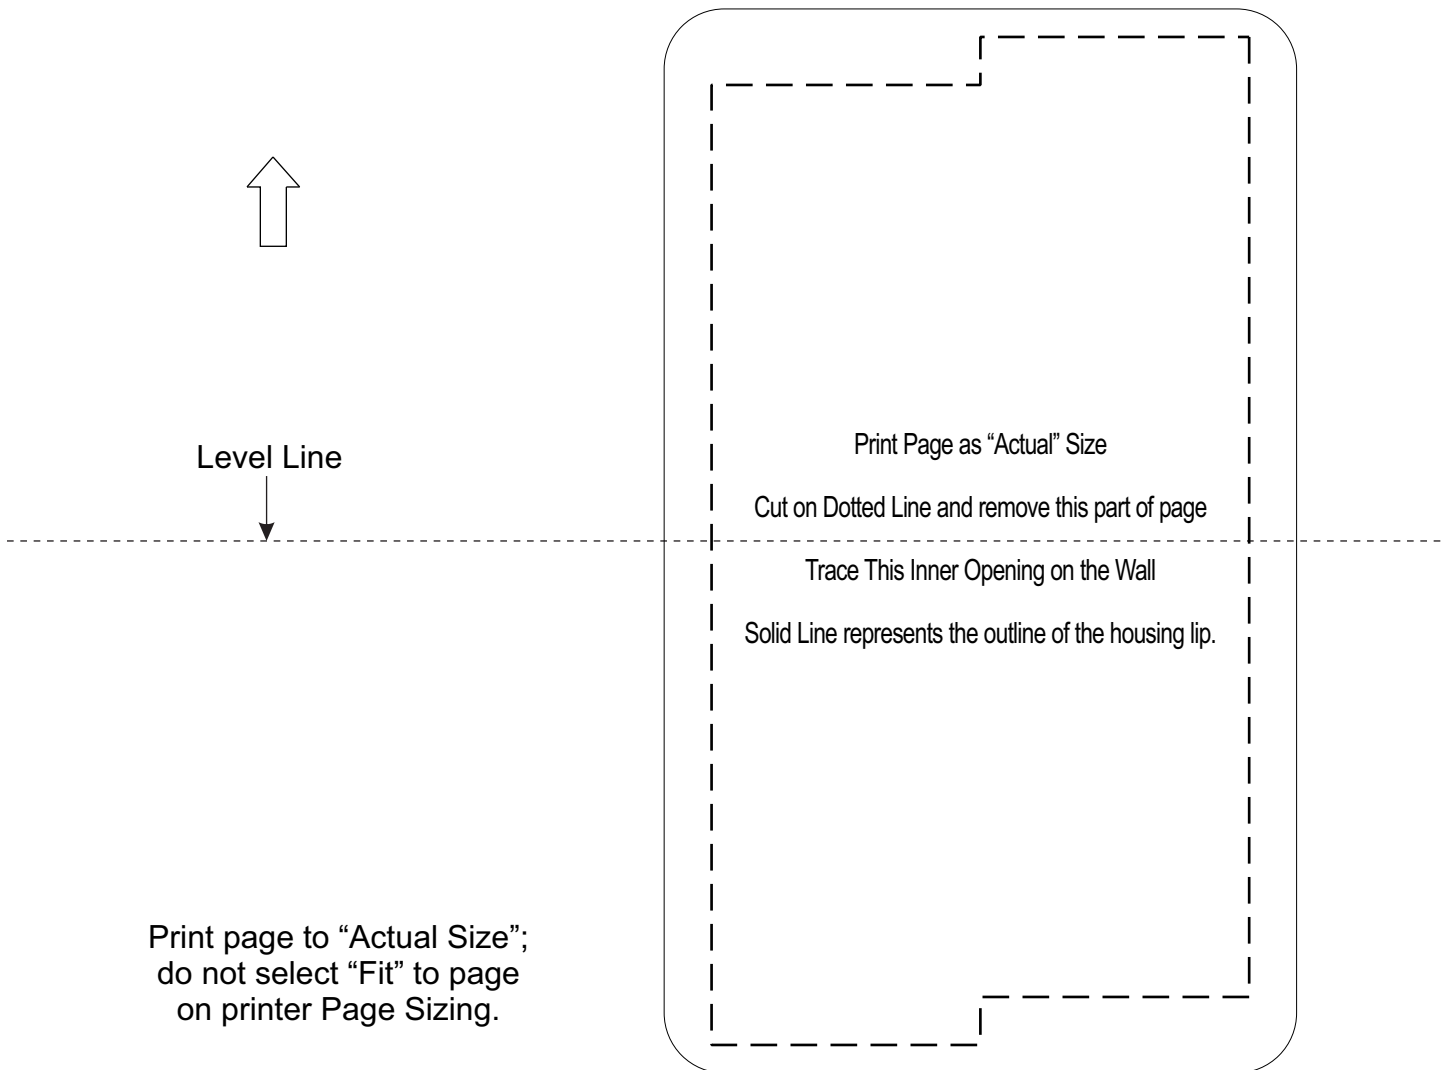 Level Line
Print Page as “Actual” Size
Cut on Dotted Line and remove this part of page
Trace This Inner Opening on the Wall
Solid Line represents the outline of the housing lip.
Print page to “Actual Size”;
do not select “Fit” to page
on printer Page Sizing.